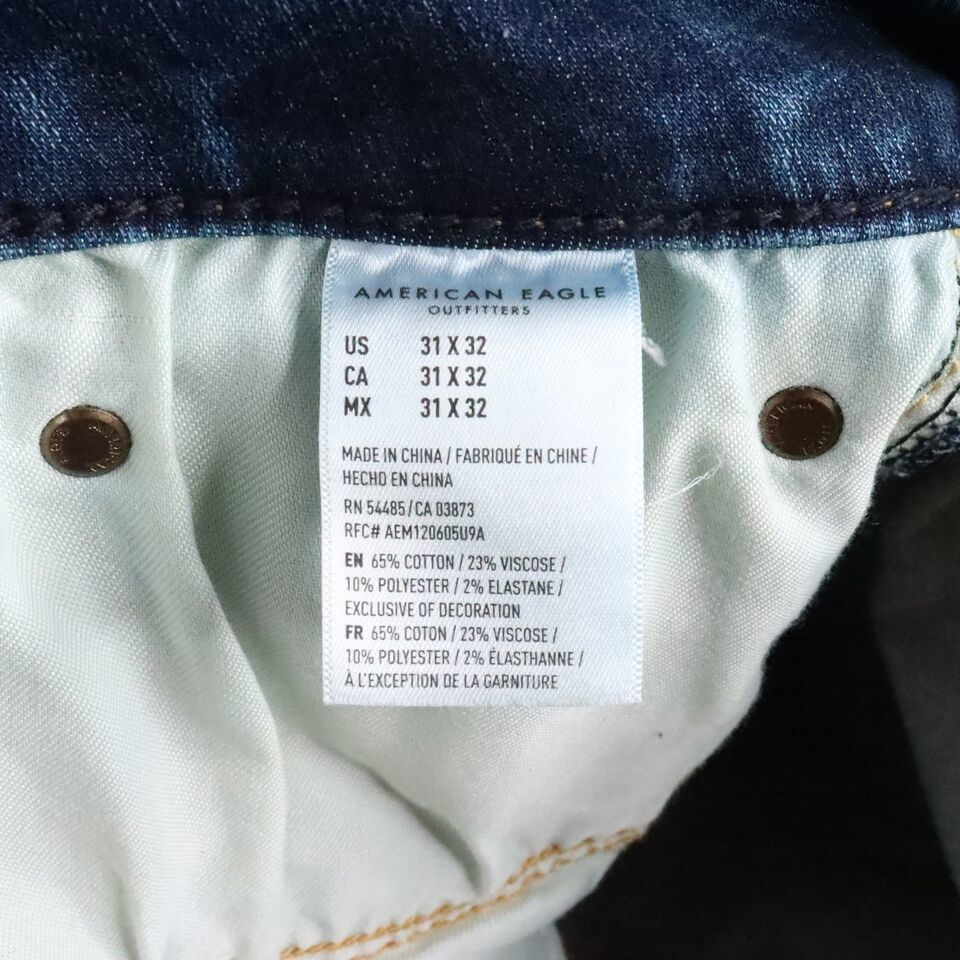 AMERICAN EAGLE
OUTFITTERS
US 31 X 32
CA 31 X 32
MX 31 X 32
MADE IN CHINA / FABRIQUÉ EN CHINE /
HECHO EN CHINA
RN 54485/CA 03873
RFC# AEM120605U9A
EN 65% COTTON / 23% VISCOSE /
10% POLYESTER / 2% ELASTANE /
EXCLUSIVE OF DECORATION
FR 65% COTON / 23% VISCOSE /
10% POLYESTER / 2% ÉLASTHANNE /
À L'EXCEPTION DE LA GARNITURE